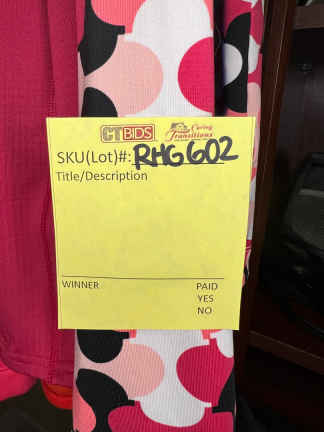 CTBIDS Caring Transitions
SKU(Lot)#: RHG602
Title/Description
WINNER PAID
YES
NO